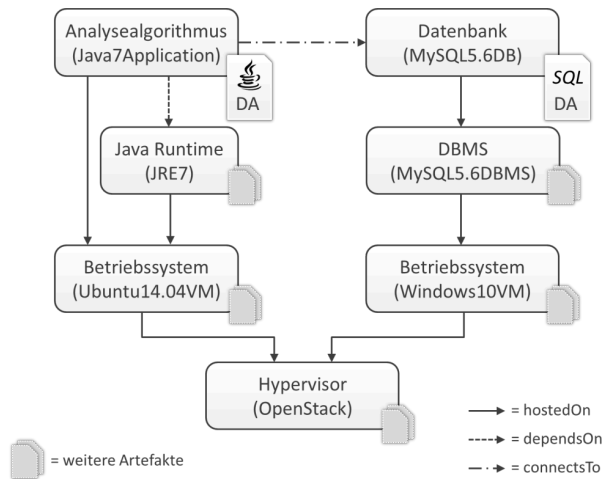 Analysealgorithmus
(Java7Application)
DA
Datenbank
(MySQL5.6DB)
SQL
DA
Java Runtime
(JRE7)
DBMS
(MySQL5.6DBMS)
Betriebssystem
(Ubuntu14.04VM)
Betriebssystem
(Windows10VM)
Hypervisor
(OpenStack)
= hostedOn
= dependsOn
= connectsTo
= weitere Artefakte